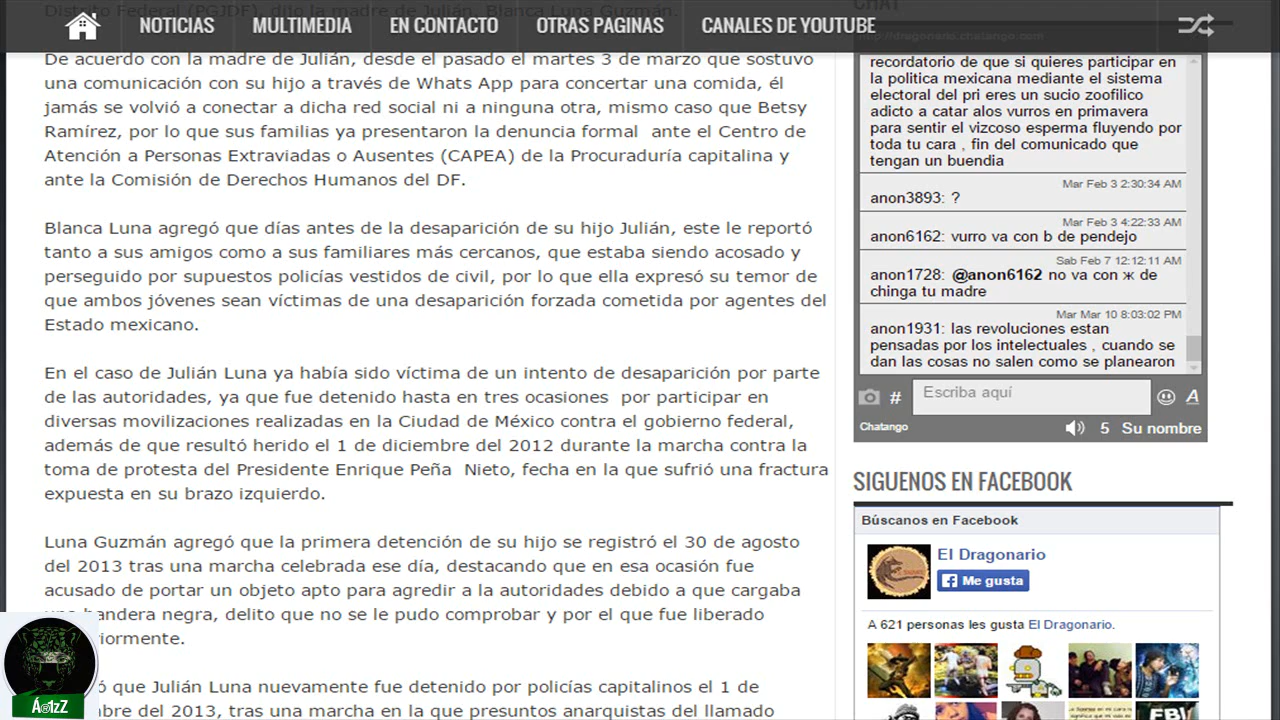 Distrito Federal (PGJDF), dijo la madre de Julián, Blanca Luna Guzmán.
NOTICIAS
MULTIMEDIA
EN CONTACTO
OTRAS PAGINAS
CANALES DE YOUTUBE
De acuerdo con la madre de Julián, desde el pasado el martes 3 de marzo que sostuvo
una comunicación con su hijo a través de Whats App para concertar una comida, él
jamás se volvió a conectar a dicha red social ni a ninguna otra, mismo caso que Betsy
Ramírez, por lo que sus familias ya presentaron la denuncia formal  ante el Centro de
Atención a Personas Extraviadas o Ausentes (CAPEA) de la Procuraduría capitalina y
ante la Comisión de Derechos Humanos del DF.
Blanca Luna agregó que días antes de la desaparición de su hijo Julián, este le reportó
tanto a sus amigos como a sus familiares más cercanos, que estaba siendo acosado y
perseguido por supuestos policías vestidos de civil, por lo que ella expresó su temor de
que ambos jóvenes sean víctimas de una desaparición forzada cometida por agentes del
Estado mexicano.
En el caso de Julián Luna ya había sido víctima de un intento de desaparición por parte
de las autoridades, ya que fue detenido hasta en tres ocasiones  por participar en
diversas movilizaciones realizadas en la Ciudad de México contra el gobierno federal,
además de que resultó herido el 1 de diciembre del 2012 durante la marcha contra la
toma de protesta del Presidente Enrique Peña  Nieto, fecha en la que sufrió una fractura
expuesta en su brazo izquierdo.
Luna Guzmán agregó que la primera detención de su hijo se registró el 30 de agosto
del 2013 tras una marcha celebrada ese día, destacando que en esa ocasión fue
acusado de portar un objeto apto para agredir a la autoridades debido a que cargaba
una bandera negra, delito que no se le pudo comprobar y por el que fue liberado
riormente.
ó que Julián Luna nuevamente fue detenido por policías capitalinos el 1 de
mbre del 2013, tras una marcha en la que presuntos anarquistas del llamado
Á@1zZ
CHAT
http://dragonario.chatango.com
recordatorio de que si quieres participar en
la politica mexicana mediante el sistema
electoral del pri eres un sucio zoofilico
adicto a catar alos vurros en primavera
para sentir el vizcoso esperma fluyendo por
toda tu cara , fin del comunicado que
tengan un buendia
Mar Feb 3 2:30:34 AM
anon3893: ?
Mar Feb 3 4:22:33 AM
anon6162: vurro va con b de pendejo
Sab Feb 7 12:12:11 AM
anon1728: @anon6162 no va con ж de
chinga tu madre
Mar Mar 10 8:03:02 PM
anon1931: las revoluciones estan
pensadas por los intelectuales , cuando se
dan las cosas no salen como se planearon
# Escriba aquí A
Chatango 5 Su nombre
SIGUENOS EN FACEBOOK
Búscanos en Facebook
El Dragonario
Me gusta
A 621 personas les gusta El Dragonario.
FBI